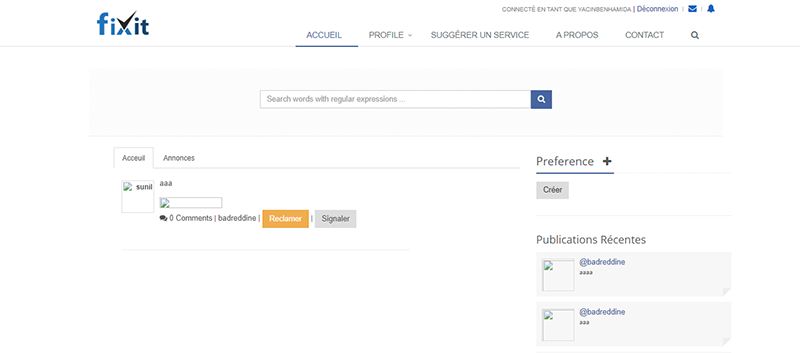 fixit
CONNECTÉ EN TANT QUE YACINBENHAMIDA | Déconnexion | |
ACCUEIL PROFILE SUGGÉRER UN SERVICE A PROPOS CONTACT
Search words with regular expressions ...
Acceuil Annonces
sunil
aaa
0 Comments | badreddine | Reclamer | Signaler
Preference +
Créer
Publications Récentes
@badreddine
aaaa
@badreddine
aaa